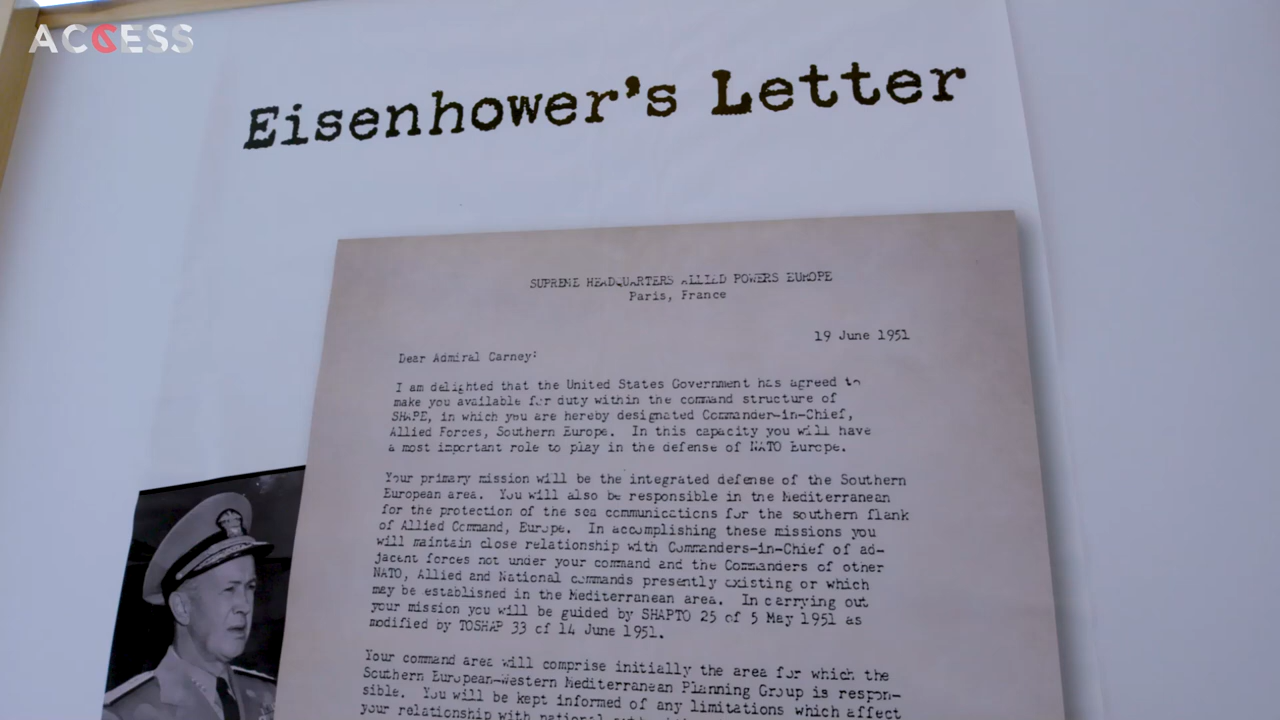 ACCESS
Eisenhower's Letter
SUPREME HEADQUARTERS ALLIED POWERS EUROPE
Paris, France
19 June 1951
Dear Admiral Carney:
I am delighted that the United States Government has agreed to
make you available for duty within the command structure of
SHAPE, in which you are hereby designated Commander-in-Chief,
Allied Forces, Southern Europe. In this capacity you will have
a most important role to play in the defense of NATO Europe.
Your primary mission will be the integrated defense of the Southern
European area. You will also be responsible in the Mediterranean
for the protection of the sea communications for the southern flank
of Allied Command, Europe. In accomplishing these missions you
will maintain close relationship with Commanders-in-Chief of ad-
jacent forces not under your command and the Commanders of other
NATO, Allied and National commands presently existing or which
may be established in the Mediterranean area. In carrying out
your mission you will be guided by SHAPTO 25 of 5 May 1951 as
modified by TOSHAP 33 of 14 June 1951.
Your command area will comprise initially the area for which the
Southern European-Western Mediterranean Planning Group is respon-
sible. You will be kept informed of any limitations which affect
your relationship with national